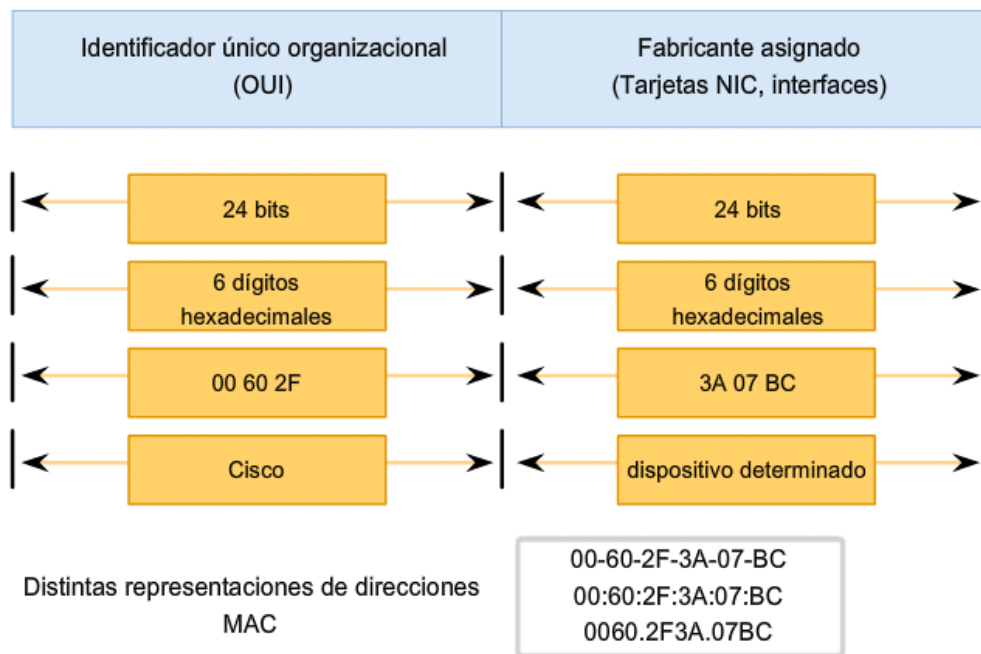 Identificador único organizacional
(OUI)
Fabricante asignado
(Tarjetas NIC, interfaces)
24 bits
24 bits
6 dígitos
hexadecimales
6 dígitos
hexadecimales
00 60 2F
3A 07 BC
Cisco
dispositivo determinado
Distintas representaciones de direcciones
MAC
00-60-2F-3A-07-BC
00:60:2F:3A:07:BC
0060.2F3A.07BC